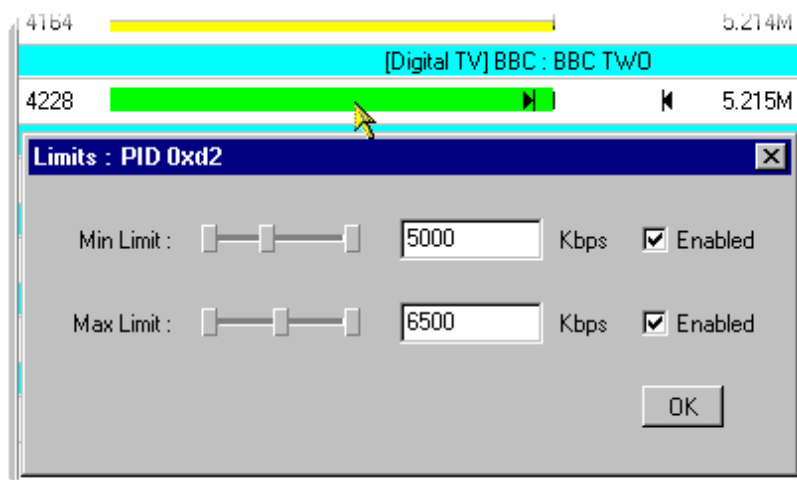 4164 5.214M
[Digital TV] BBC : BBC TWO
4228 5.215M
Limits : PID 0xd2
Min Limit : 5000 Kbps Enabled
Max Limit : 6500 Kbps Enabled
OK